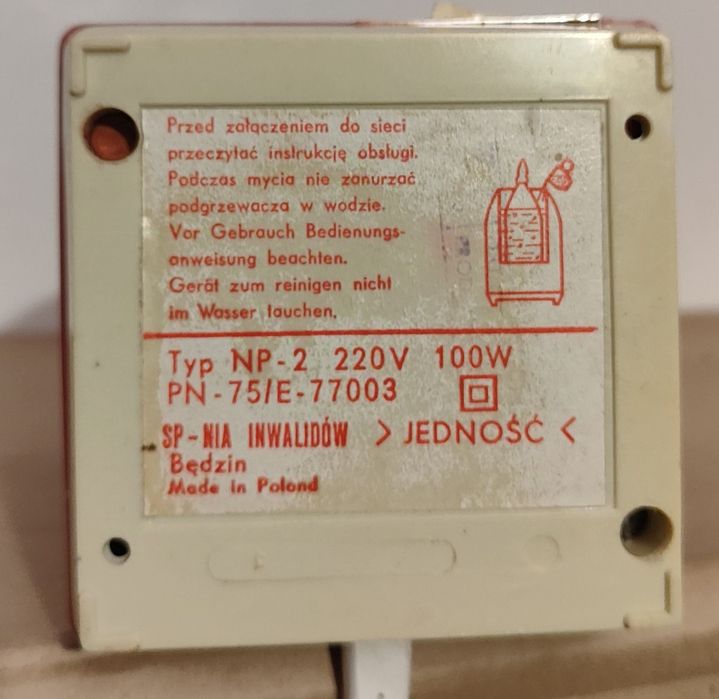 Przed załączeniem do sieci
przeczytać instrukcję obsługi.
Podczas mycia nie zanurzać
podgrzewacza w wodzie.
Vor Gebrauch Bedienungs-
anweisung beachten.
Gerät zum reinigen nicht
im Wasser tauchen.
Typ NP-2 220V 100W
PN-75/E-77003
SP-NIA INWALIDÓW > JEDNOŚĆ <
Będzin
Made in Poland